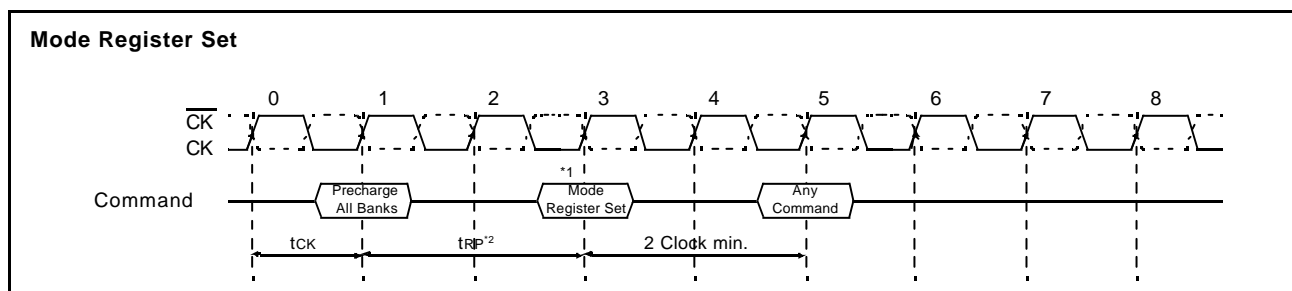 Mode Register Set
0 1 2 3 4 5 6 7 8
CK
CK
*1
Command
Precharge
All Banks
Mode
Register Set
Any
Command
tCK
tRP*2
2 Clock min.